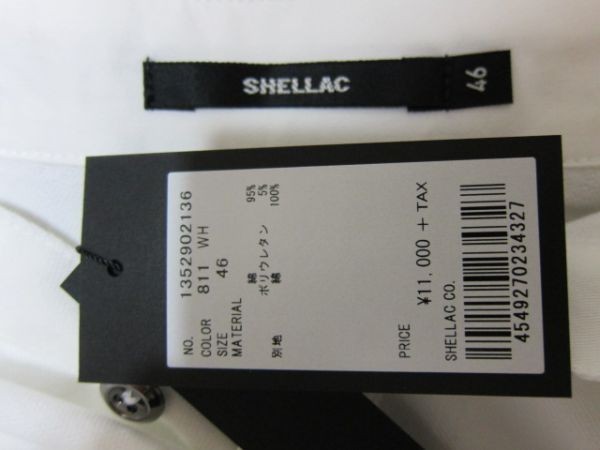 SHELLAC
46
NO. 1352902136
COLOR 811 WH
SIZE 46
MATERIAL 綿 95%
ポリウレタン 5%
別地 綿 100%
PRICE ¥11,000 + TAX
SHELLAC CO.
4549270234327